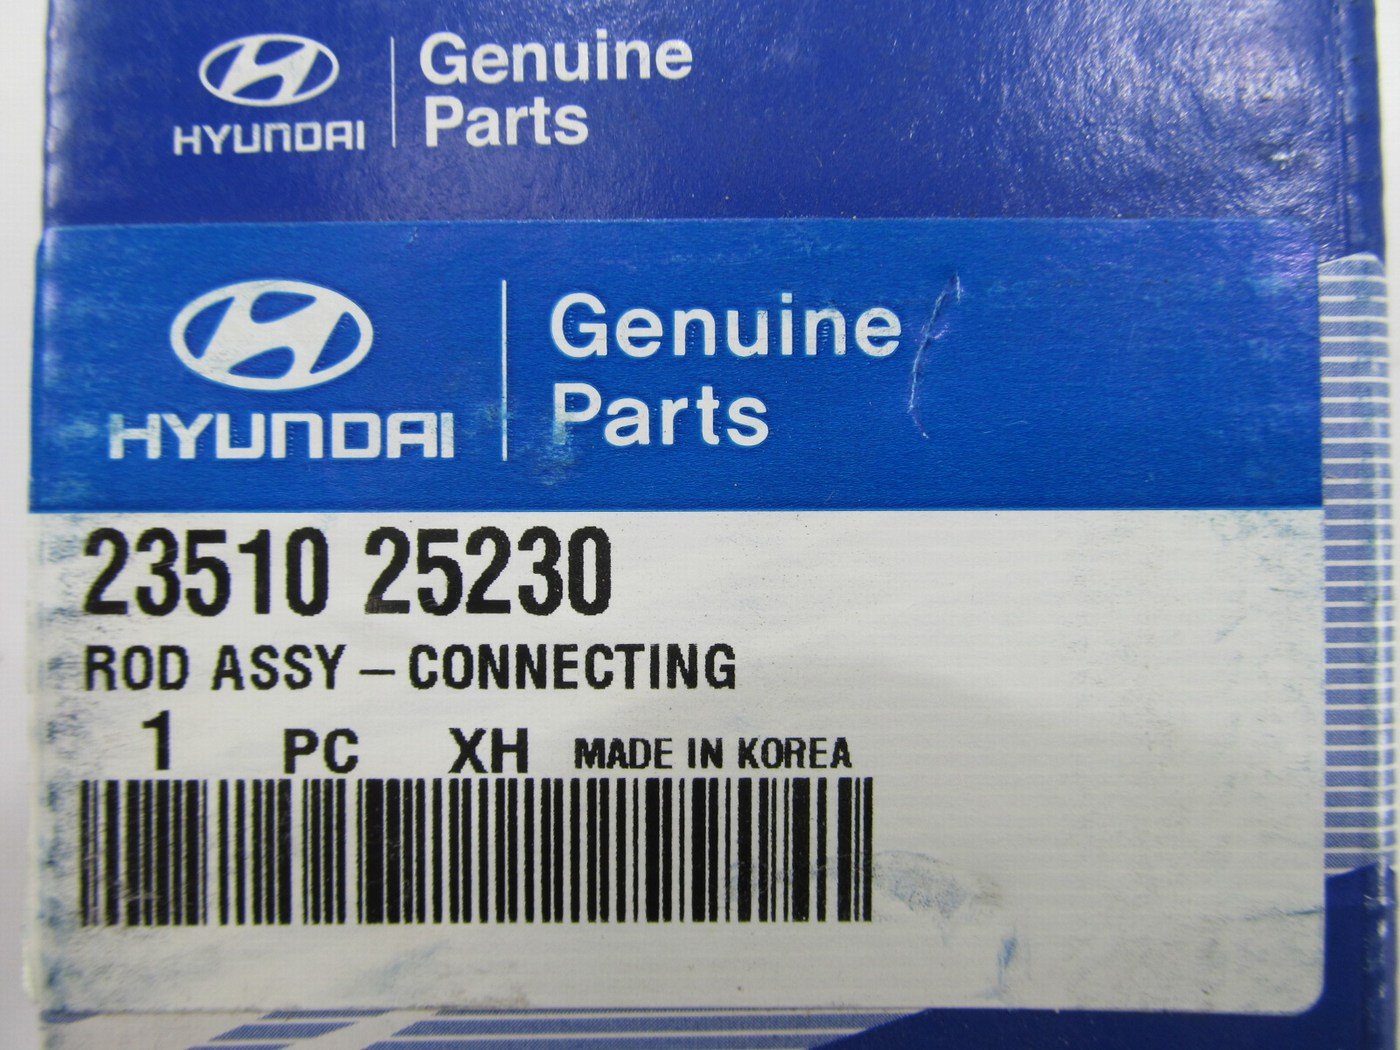 HYUNDAI
Genuine
Parts
HYUNDAI
Genuine
Parts
23510 25230
ROD ASSY – CONNECTING
1 PC XH MADE IN KOREA